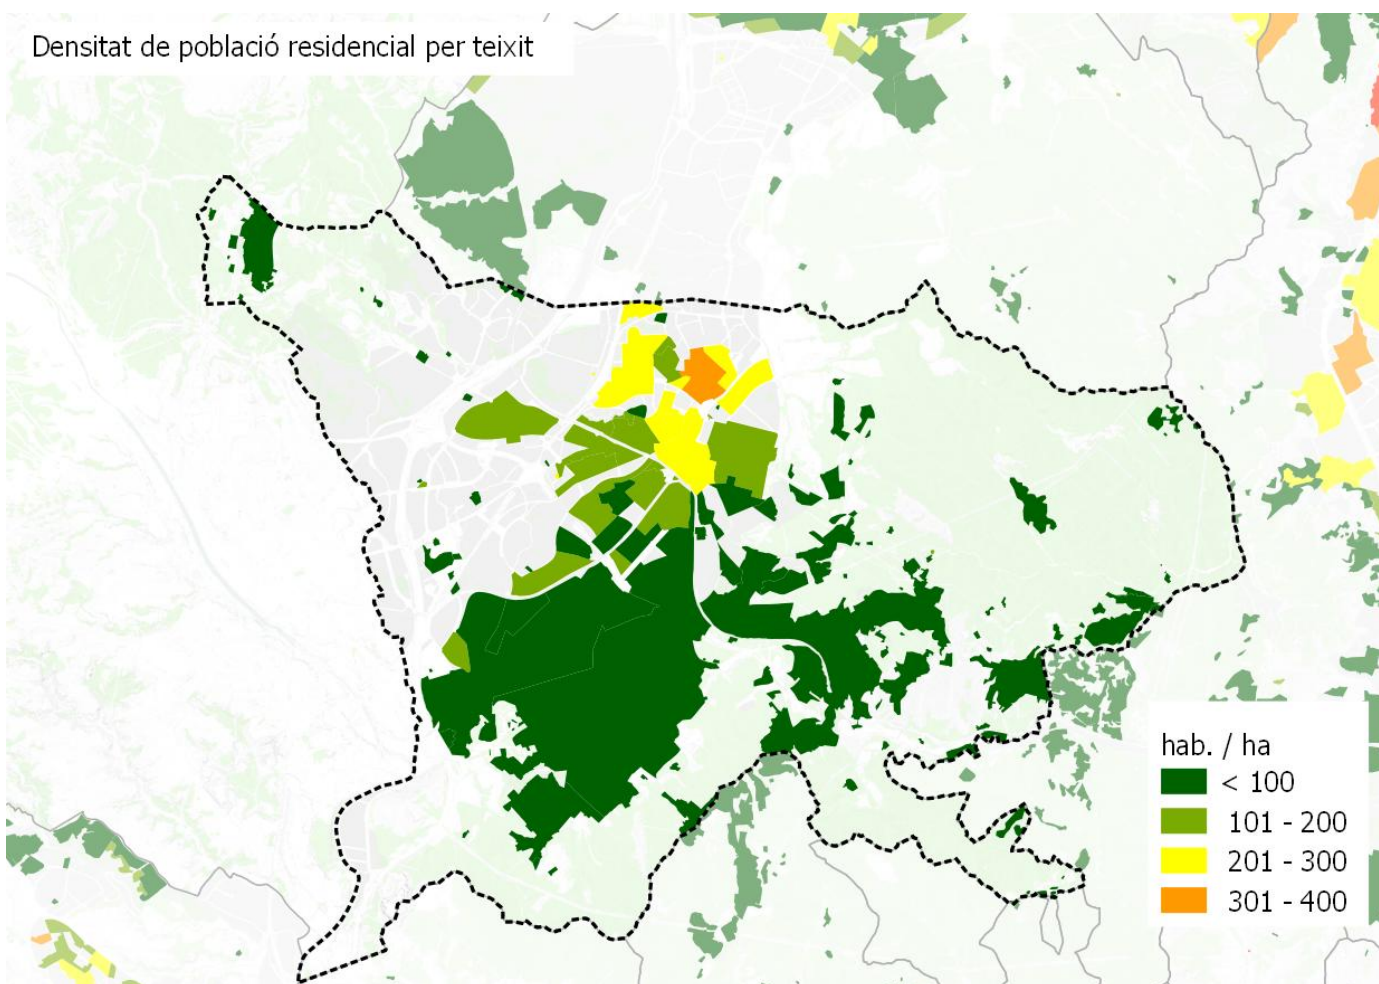 Densitat de població residencial per teixit
hab. / ha
< 100
101 - 200
201 - 300
301 - 400